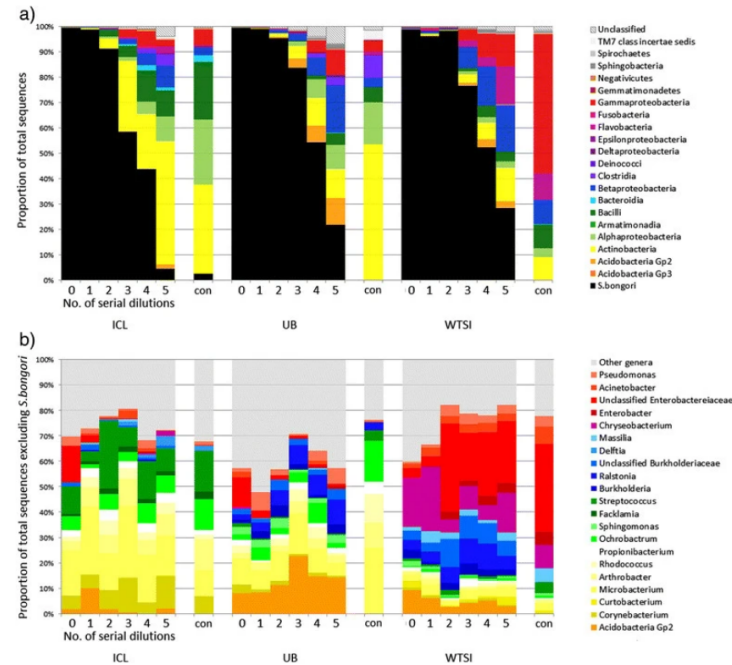 a)
Proportion of total sequences
100%
90%
80%
70%
60%
50%
40%
30%
20%
10%
0%
0 1 2 3 4 5 con 0 1 2 3 4 5 con 0 1 2 3 4 5 con
No. of serial dilutions
ICL UB WTSI
Unclassified
TM7 class incertae sedis
Spirochaetes
Sphingobacteria
Negativicutes
Gemmatimonadetes
Gammaproteobacteria
Fusobacteria
Flavobacteria
Epsilonproteobacteria
Deltaproteobacteria
Deinococci
Clostridia
Betaproteobacteria
Bacteroidia
Bacilli
Armatimonadia
Alphaproteobacteria
Actinobacteria
Acidobacteria Gp2
Acidobacteria Gp3
S.bongori
b)
Proportion of total sequences excluding S.bongori
100%
90%
80%
70%
60%
50%
40%
30%
20%
10%
0%
0 1 2 3 4 5 con 0 1 2 3 4 5 con 0 1 2 3 4 5 con
No. of serial dilutions
ICL UB WTSI
Other genera
Pseudomonas
Acinetobacter
Unclassified Enterobactereiaceae
Enterobacter
Chryseobacterium
Massilia
Delftia
Unclassified Burkholderiaceae
Ralstonia
Burkholderia
Streptococcus
Facklamia
Sphingomonas
Ochrobactrum
Propionibacterium
Rhodococcus
Arthrobacter
Microbacterium
Curtobacterium
Corynebacterium
Acidobacteria Gp2